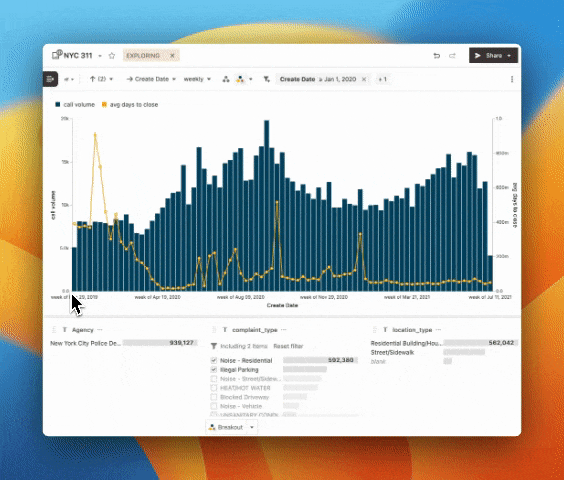 NYC 311
EXPLORING ×
Share
(2)
Create Date
weekly
Create Date ≥ Jan 1, 2020 ×
+ 1
call volume
avg days to close
20k
15k
10k
5.0k
0.0
call volume
1.0
800m
600m
400m
200m
0.0
avg days to close
week of Dec 29, 2019
week of Apr 19, 2020
week of Aug 09, 2020
week of Nov 29, 2020
week of Mar 21, 2021
week of Jul 11, 2021
Create Date
T Agency ···
New York City Police De... 939,127
T complaint_type ···
Including 2 items Reset filter
Noise - Residential 592,380
Illegal Parking
Noise - Street/Sidew...
HEAT/HOT WATER
Blocked Driveway
Noise - Vehicle
UNSANITARY CONDI...
T location_type ···
Residential Building/Hou... 562,042
Street/Sidewalk
blank
Breakout